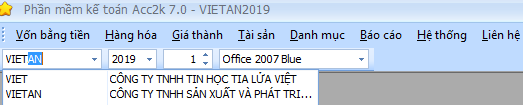 Phần mềm kế toán Acc2k 7.0 - VIETAN2019
Vốn bằng tiền Hàng hóa Giá thành Tài sản Danh mục Báo cáo Hệ thống Liên hệ
VIETAN 2019 1 Office 2007 Blue
VIET CÔNG TY TNHH TIN HỌC TIA LỬA VIỆT
VIETAN CÔNG TY TNHH SẢN XUẤT VÀ PHÁT TRI...